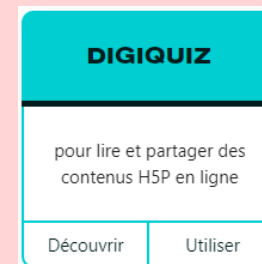 DIGIQUIZ
pour lire et partager des
contenus H5P en ligne
Découvrir
Utiliser